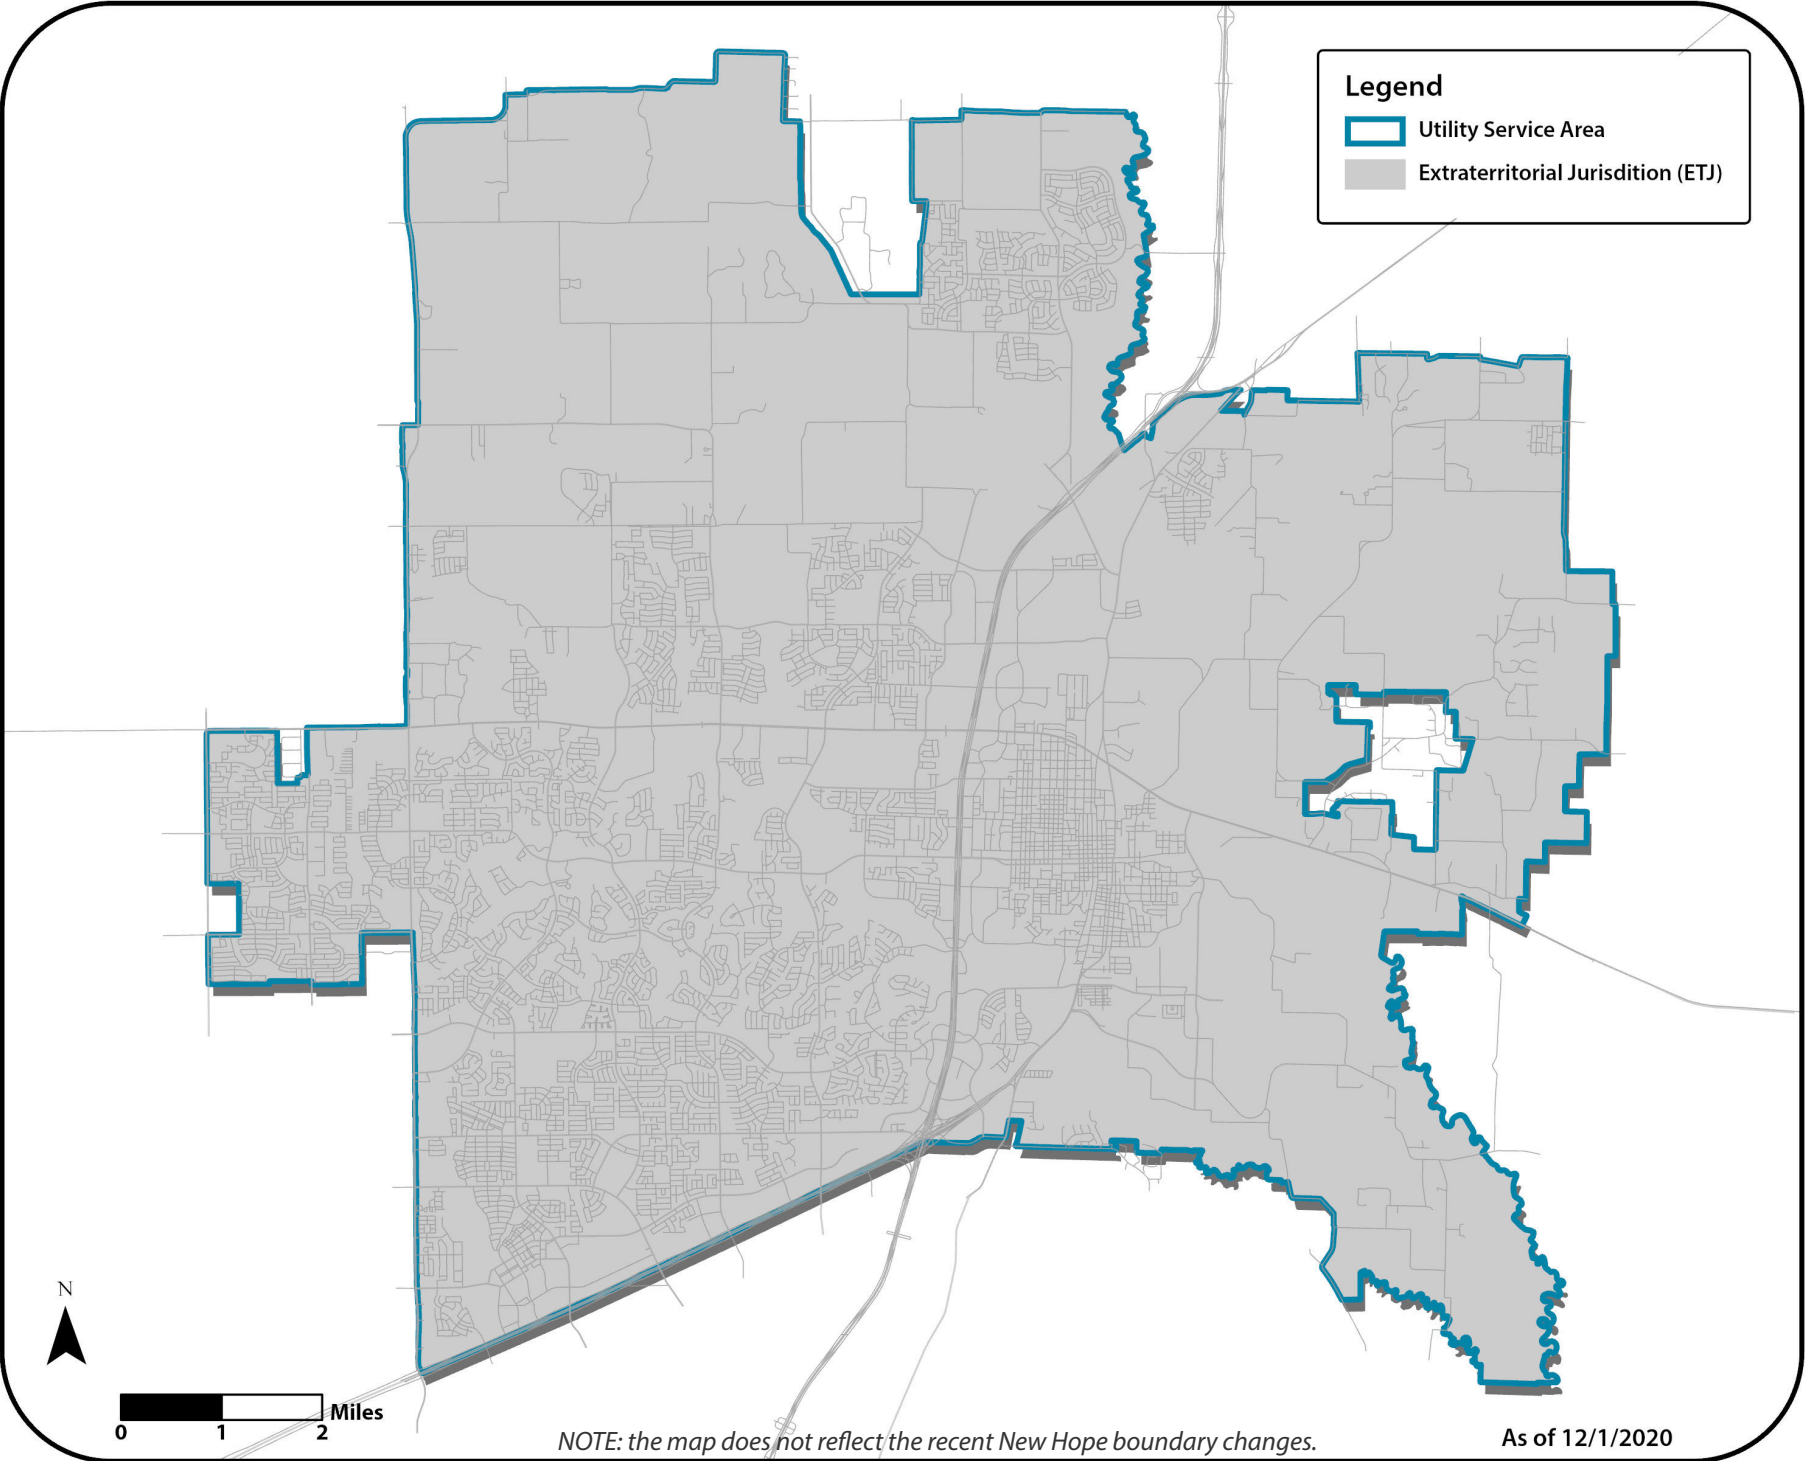 Legend
Utility Service Area
Extraterritorial Jurisdition (ETJ)
N
Miles
0 1 2
NOTE: the map does not reflect the recent New Hope boundary changes.
As of 12/1/2020